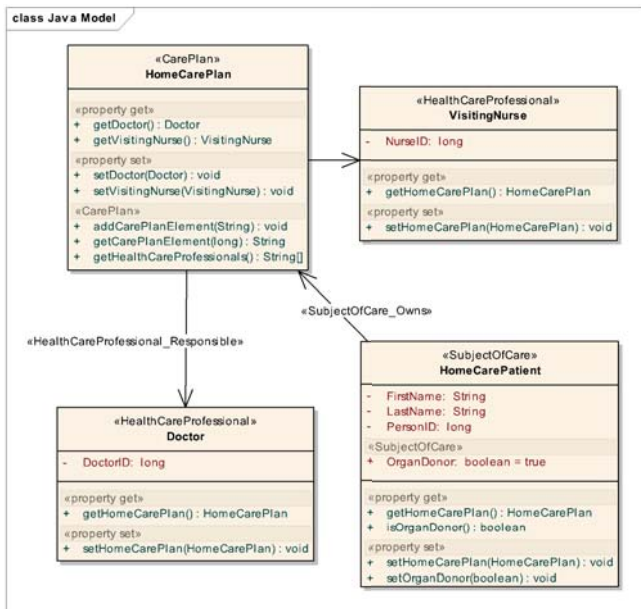 class Java Model
«CarePlan»
HomeCarePlan
«property get»
+ getDoctor() : Doctor
+ getVisitingNurse() : VisitingNurse
«property set»
+ setDoctor(Doctor) : void
+ setVisitingNurse(VisitingNurse) : void
«CarePlan»
+ addCarePlanElement(String) : void
+ getCarePlanElement(long) : String
+ getHealthCareProfessionals() : String[]
«HealthCareProfessional»
VisitingNurse
- NurseID: long
«property get»
+ getHomeCarePlan() : HomeCarePlan
«property set»
+ setHomeCarePlan(HomeCarePlan) : void
«SubjectOfCare_Owns»
«HealthCareProfessional_Responsible»
«HealthCareProfessional»
Doctor
- DoctorID: long
«property get»
+ getHomeCarePlan() : HomeCarePlan
«property set»
+ setHomeCarePlan(HomeCarePlan) : void
«SubjectOfCare»
HomeCarePatient
- FirstName: String
- LastName: String
- PersonID: long
«SubjectOfCare»
+ OrganDonor: boolean = true
«property get»
+ getHomeCarePlan() : HomeCarePlan
+ isOrganDonor() : boolean
«property set»
+ setHomeCarePlan(HomeCarePlan) : void
+ setOrganDonor(boolean) : void